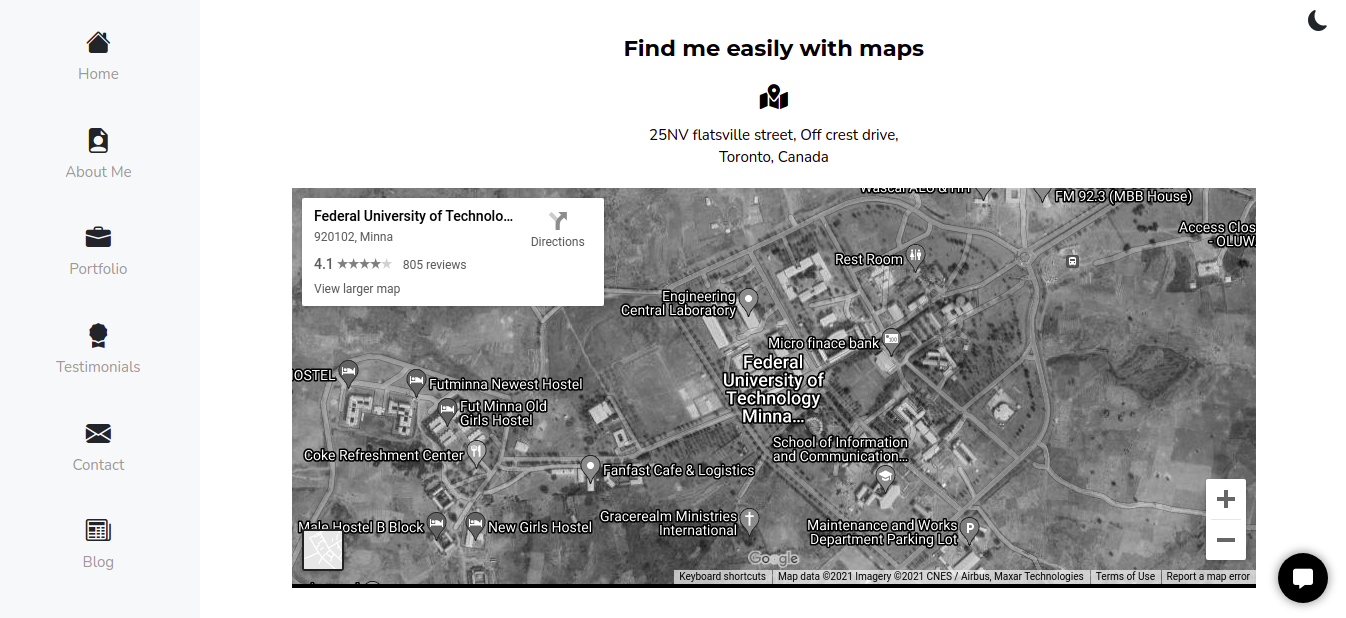 Home
About Me
Portfolio
Testimonials
Contact
Blog
Find me easily with maps
25NV flatsville street, Off crest drive,
Toronto, Canada
Federal University of Technolo...
920102, Minna
Directions
4.1
805 reviews
View larger map
FM 92.3 (MBB House)
Access Clos
- OLUW
Rest Room
Engineering
Central Laboratory
Micro finace bank
Federal
University of
Technology
Minna...
OSTEL
Futminna Newest Hostel
Fut Minna Old
Girls Hostel
Coke Refreshment Center
School of Information
and Communication...
Fanfast Cafe & Logistics
Gracerealm Ministries
International
Male Hostel B Block
New Girls Hostel
Maintenance and Works
Department Parking Lot
P
Google
Keyboard shortcuts
Map data ©2021 Imagery ©2021 CNES / Airbus, Maxar Technologies
Terms of Use
Report a map error